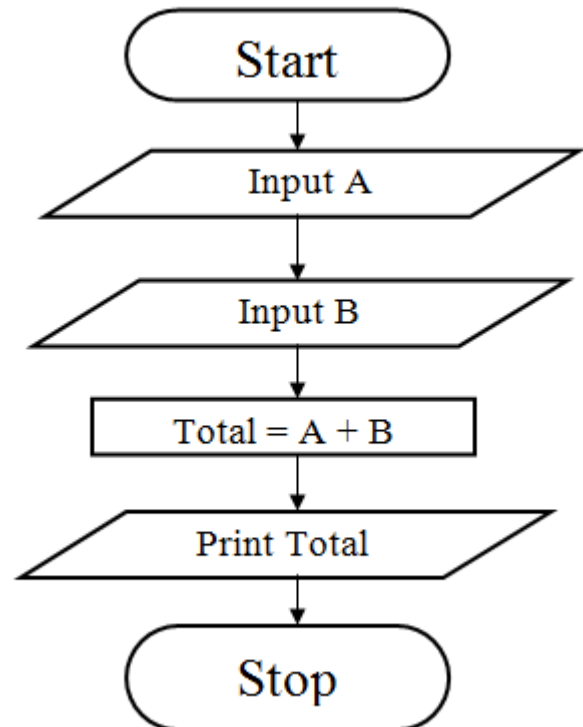 Start
Input A
Input B
Total = A + B
Print Total
Stop